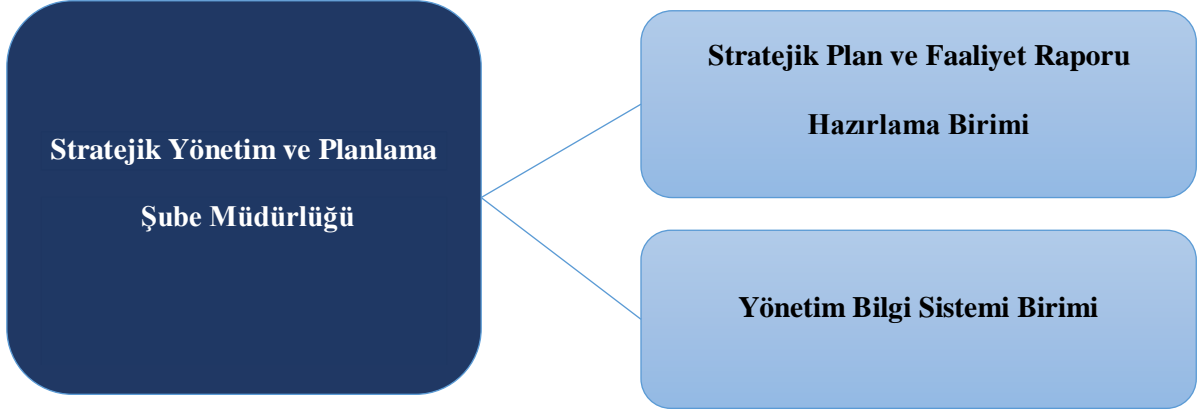 Stratejik Yönetim ve Planlama
Şube Müdürlüğü
Stratejik Plan ve Faaliyet Raporu
Hazırlama Birimi
Yönetim Bilgi Sistemi Birimi